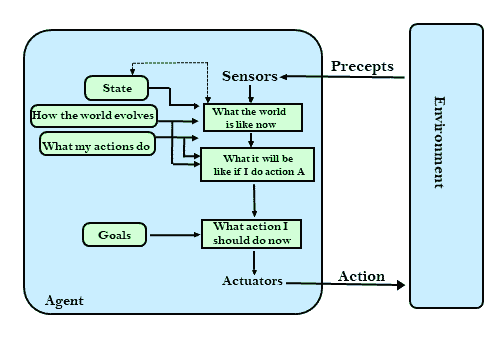 Sensors
Precepts
State
What the world
is like now
How the world evolves
What my actions do
What it will be
like if I do action A
Goals
What action I
should do now
Actuators
Action
Agent
Environment